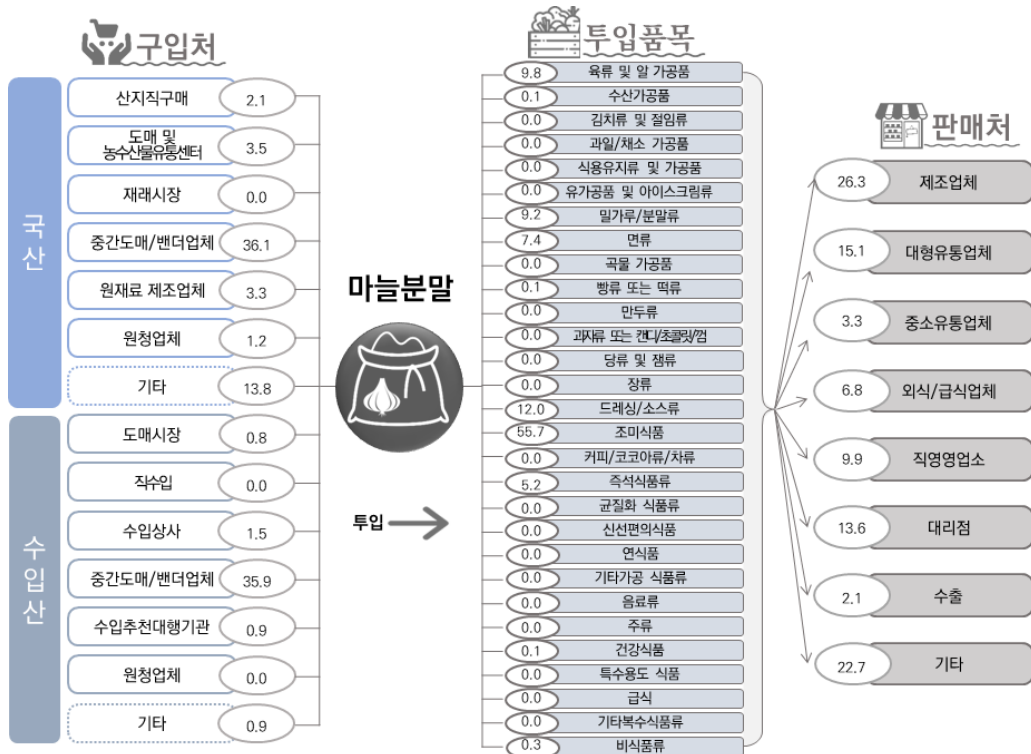 구입처
국산
산지직구매 2.1
도매 및
농수산물유통센터 3.5
재래시장 0.0
중간도매/밴더업체 36.1
원재료 제조업체 3.3
원청업체 1.2
기타 13.8
수입산
도매시장 0.8
직수입 0.0
수입상사 1.5
중간도매/밴더업체 35.9
수입추천대행기관 0.9
원청업체 0.0
기타 0.9
마늘분말
투입
투입품목
9.8 육류 및 알 가공품
0.1 수산가공품
0.0 김치류 및 절임류
0.0 과일/채소 가공품
0.0 식용유지류 및 가공품
0.0 유가공품 및 아이스크림류
9.2 밀가루/분말류
7.4 면류
0.0 곡물 가공품
0.1 빵류 또는 떡류
0.0 만두류
0.0 과자류 또는 캔디/초콜릿/껌
0.0 당류 및 잼류
0.0 장류
12.0 드레싱/소스류
55.7 조미식품
0.0 커피/코코아류/차류
5.2 즉석식품류
0.0 균질화 식품류
0.0 신선편의식품
0.0 연식품
0.0 기타가공 식품류
0.0 음료류
0.0 주류
0.1 건강식품
0.0 특수용도 식품
0.0 급식
0.0 기타복수식품류
0.3 비식품류
판매처
26.3 제조업체
15.1 대형유통업체
3.3 중소유통업체
6.8 외식/급식업체
9.9 직영영업소
13.6 대리점
2.1 수출
22.7 기타